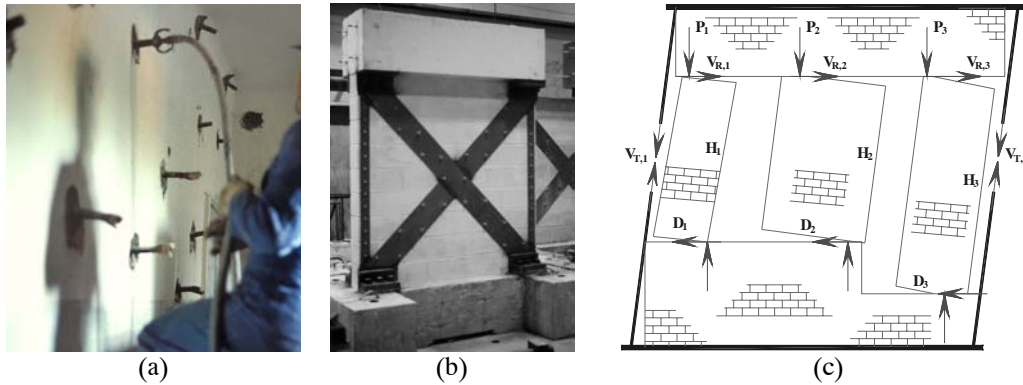 P1 P2 P3
VR,1 VR,2 VR,3
H1 H2 H3
VT,1 VT,
D1 D2
D3
(a) (b) (c)